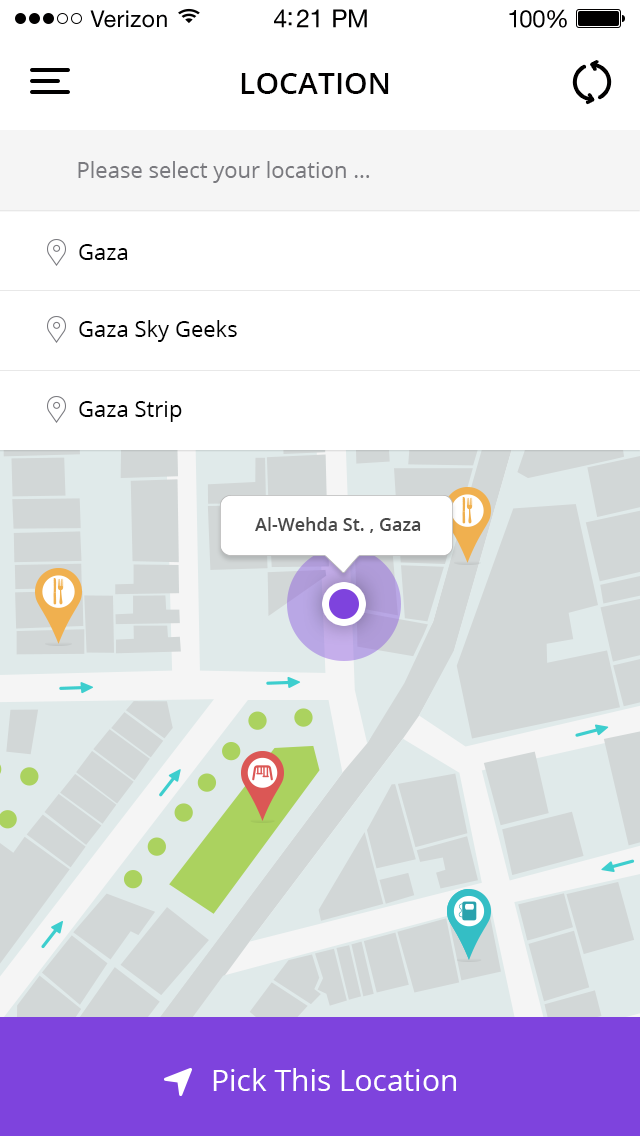 Verizon 4:21 PM 100%
LOCATION
Please select your location ...
Gaza
Gaza Sky Geeks
Gaza Strip
Al-Wehda St. , Gaza
Pick This Location